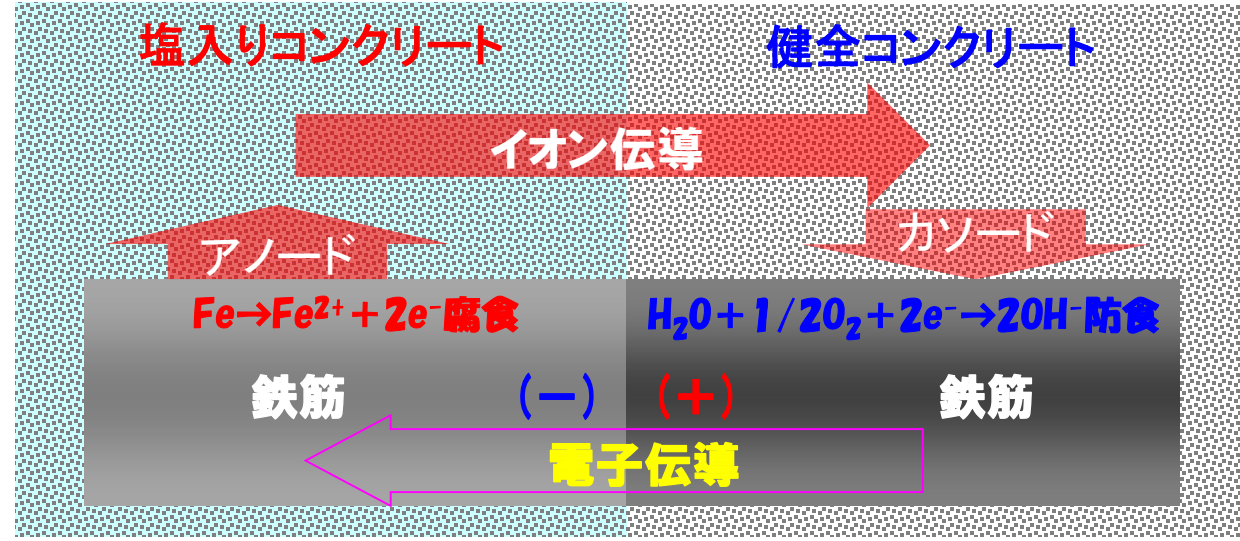 塩入りコンクリート
健全コンクリート
イオン伝導
アノード
カソード
Fe→Fe²⁺＋2e⁻腐食
H₂O＋1/2O₂＋2e⁻→2OH⁻防食
鉄筋
(－)
(＋)
鉄筋
電子伝導